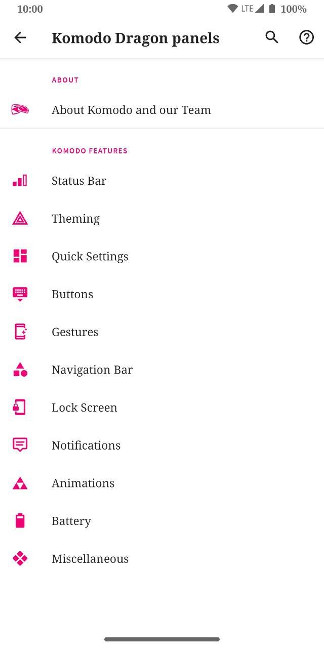 10:00
LTE
100%
Komodo Dragon panels
ABOUT
About Komodo and our Team
KOMODO FEATURES
Status Bar
Theming
Quick Settings
Buttons
Gestures
Navigation Bar
Lock Screen
Notifications
Animations
Battery
Miscellaneous